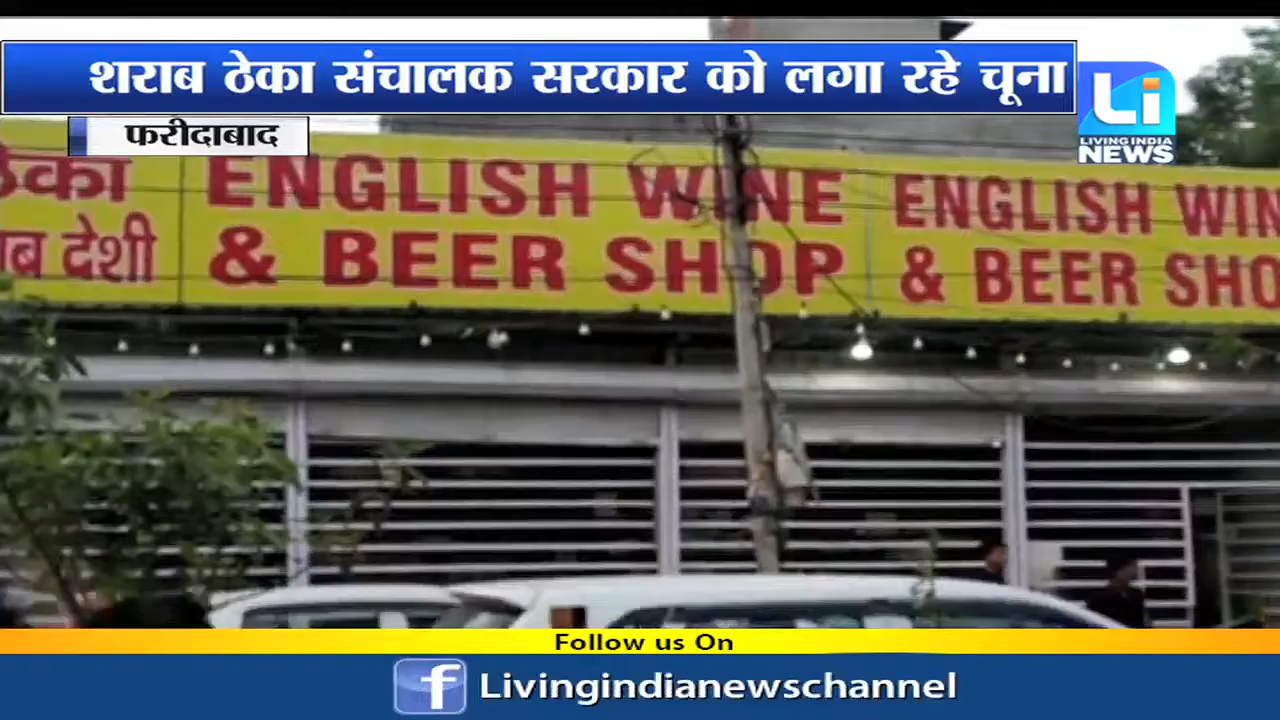 शराब ठेका संचालक सरकार को लगा रहे चूना
फरीदाबाद
Li
LIVING INDIA
NEWS
ठेका
देशी
ENGLISH WINE
& BEER SHOP
ENGLISH WIN
& BEER SHO
Follow us On
f Livingindianewschannel